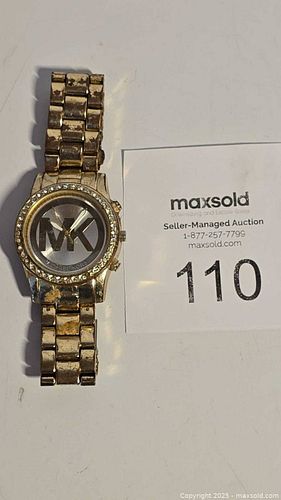 MK
maxsold
Downsizing and Estate Sales
Seller-Managed Auction
1-877-257-7799
maxsold.com
110
Copyright 2025 - maxsold.com